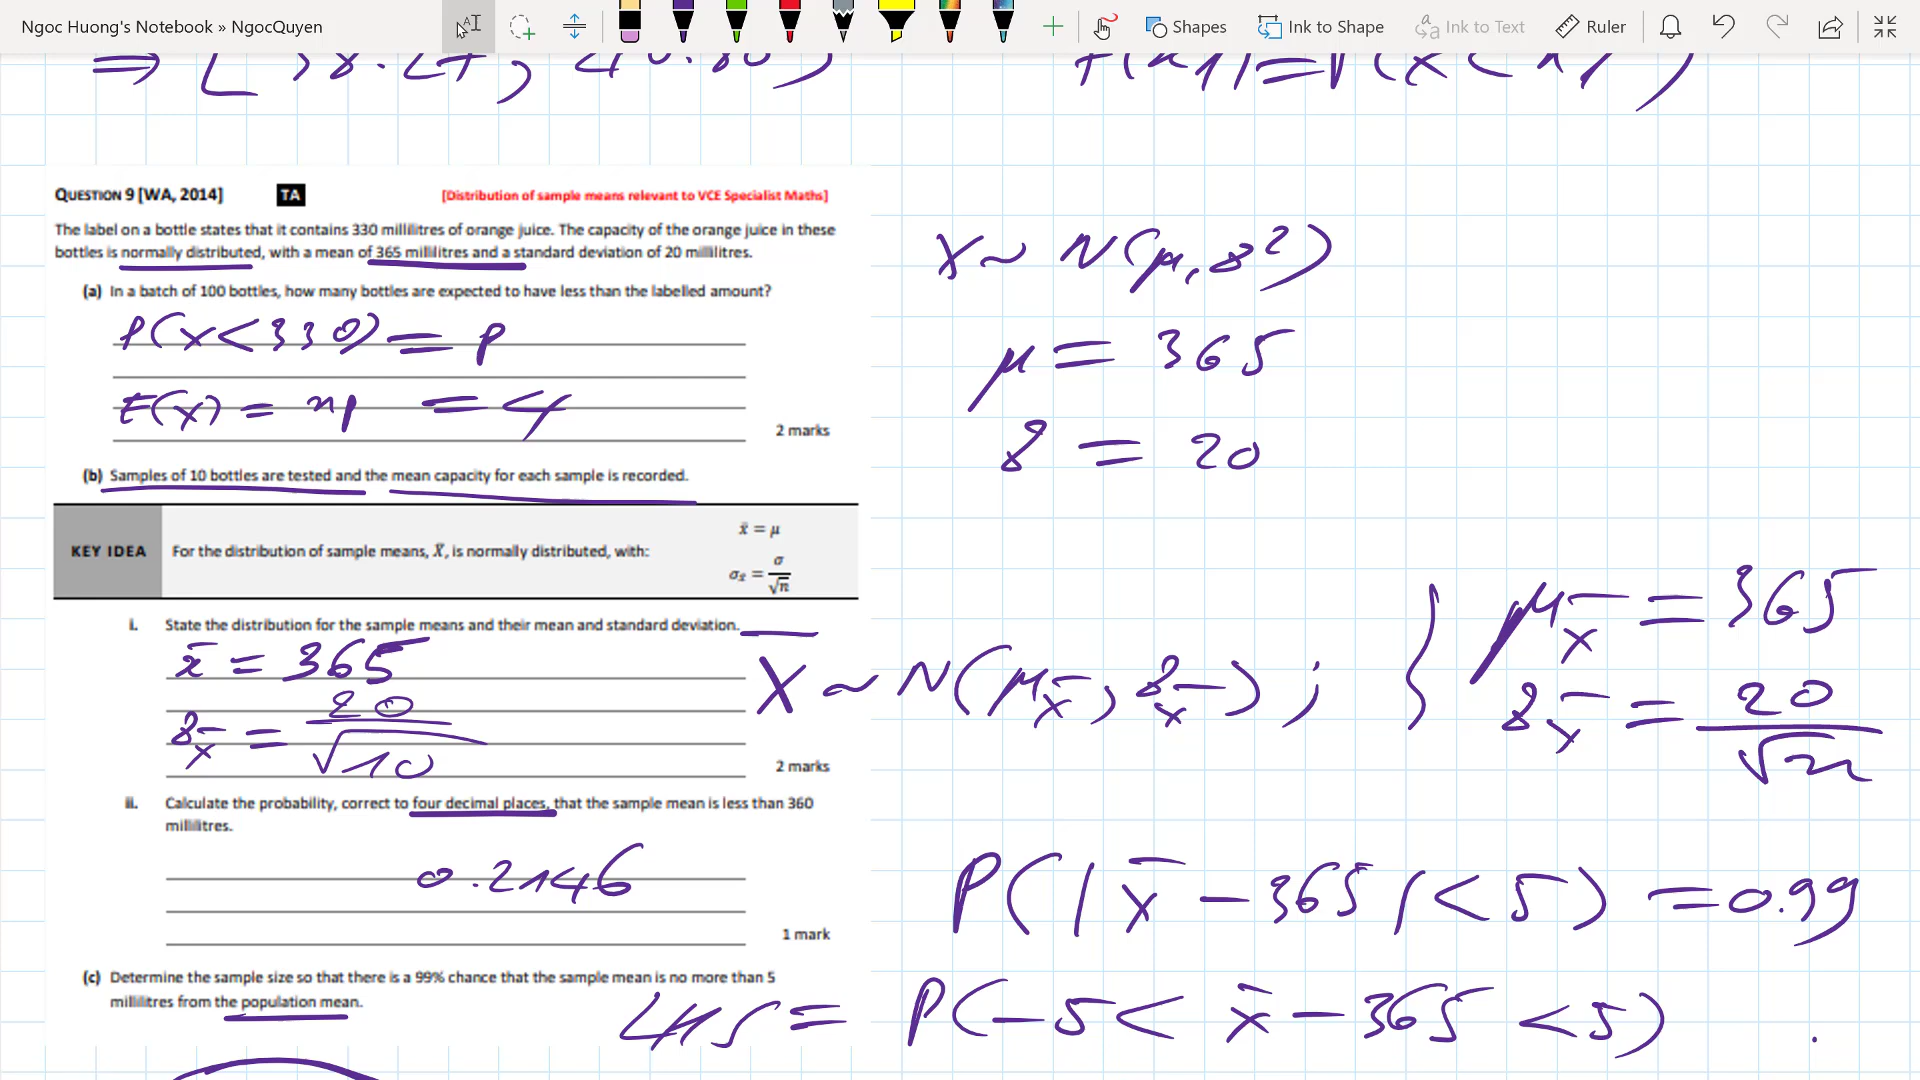 Ngoc Huong's Notebook » NgocQuyen
Shapes
Ink to Shape
Ink to Text
Ruler
QUESTION 9 [WA, 2014] TA [Distribution of sample means relevant to VCE Specialist Maths]
The label on a bottle states that it contains 330 millilitres of orange juice. The capacity of the orange juice in these
bottles is normally distributed, with a mean of 365 millilitres and a standard deviation of 20 millilitres.
(a) In a batch of 100 bottles, how many bottles are expected to have less than the labelled amount?
P(X<330) = p
E(X) = np = 4
2 marks
(b) Samples of 10 bottles are tested and the mean capacity for each sample is recorded.
KEY IDEA
For the distribution of sample means, X̄, is normally distributed, with:
x̄ = μ
σx̄ = σ/√n
i. State the distribution for the sample means and their mean and standard deviation.
x̄ = 365
σx̄ = 20/√10
2 marks
ii. Calculate the probability, correct to four decimal places, that the sample mean is less than 360
millilitres.
0.2146
1 mark
(c) Determine the sample size so that there is a 99% chance that the sample mean is no more than 5
millilitres from the population mean.
X ~ N(μ, σ²)
μ = 365
σ = 20
X̄ ~ N(μx̄, σx̄) ; { μx̄ = 365
σx̄ = 20/√n
P(|x̄ - 365| < 5) = 0.99
LHS = P(-5 < x̄ - 365 < 5)